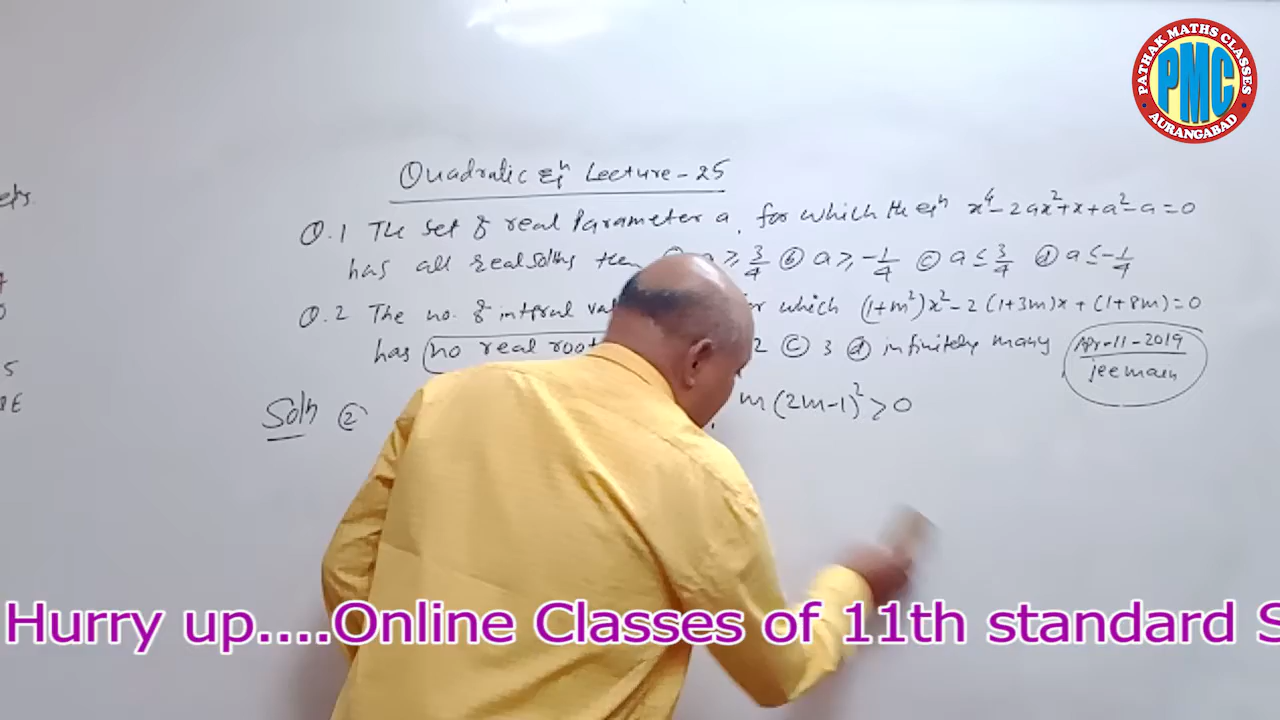 PATHAK MATHS CLASSES
PMC
AURANGABAD
Quadratic Eqn Lecture-25
Q.1 The set of real Parameter a, for which the eqn x⁴-2ax²+x+a²-a=0
has all real solns then ≥ 3/4 ⓑ a ≥ -1/4 ⓒ a ≤ 3/4 ⓓ a ≤ -1/4
Q.2 The no. of integral which (1+m²)x²-2(1+3m)x+(1+8m)=0
has no real root 2 ⓒ 3 ⓓ infinitely many
Apr-11-2019
jee main
Soln ② m(2m-1)²>0
Hurry up....Online Classes of 11th standard S